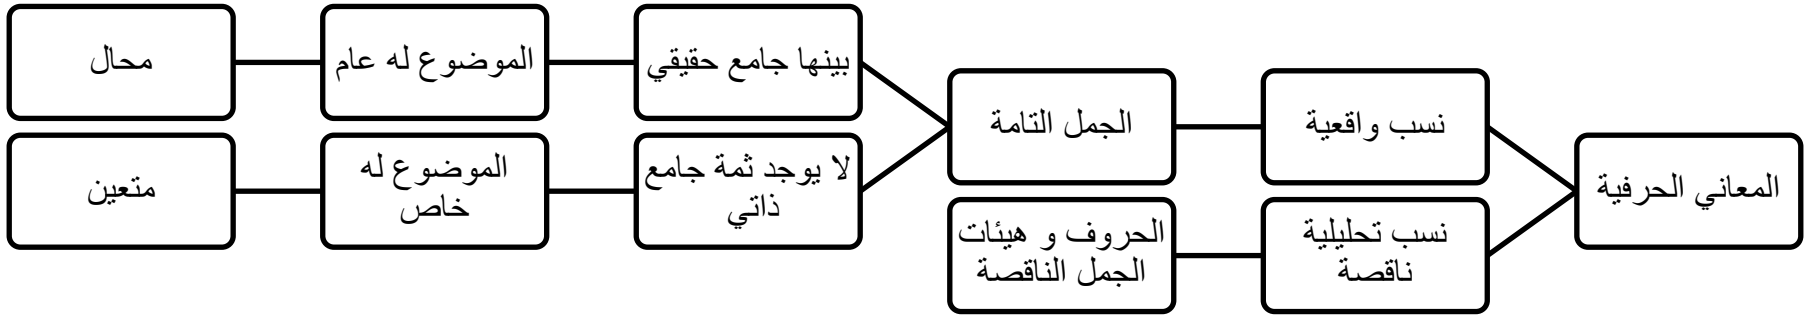 المعاني الحرفية
نسب واقعية
الجمل التامة
بينها جامع حقيقي
الموضوع له عام
محال
لا يوجد ثمة جامع
ذاتي
الموضوع له
خاص
متعين
نسب تحليلية
ناقصة
الحروف و هيئات
الجمل الناقصة